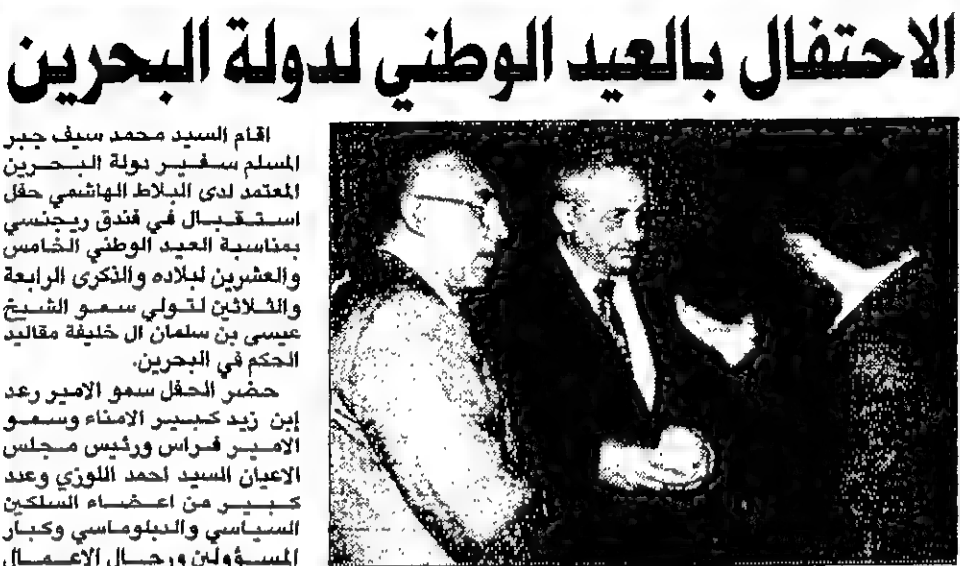 الاحتفال بالعيد الوطني لدولة البحرين
اقام السيد محمد سيف جبر
المسلم سفير دولة البحرين
المعتمد لدى البلاط الهاشمي حفل
استقبال في فندق ريجنسي
بمناسبة العيد الوطني الخامس
والعشرين لبلاده والذكرى الرابعة
والثلاثين لتولي سمو الشيخ
عيسى بن سلمان ال خليفة مقاليد
الحكم في البحرين.
حضر الحفل سمو الامير رعد
إبن زيد كبير الامناء وسمو
الامير فراس ورئيس مجلس
الاعيان السيد احمد اللوزي وعدد
كبير من اعضاء السلكين
السياسي والدبلوماسي وكبار
المسؤولين ورجال الاعمال